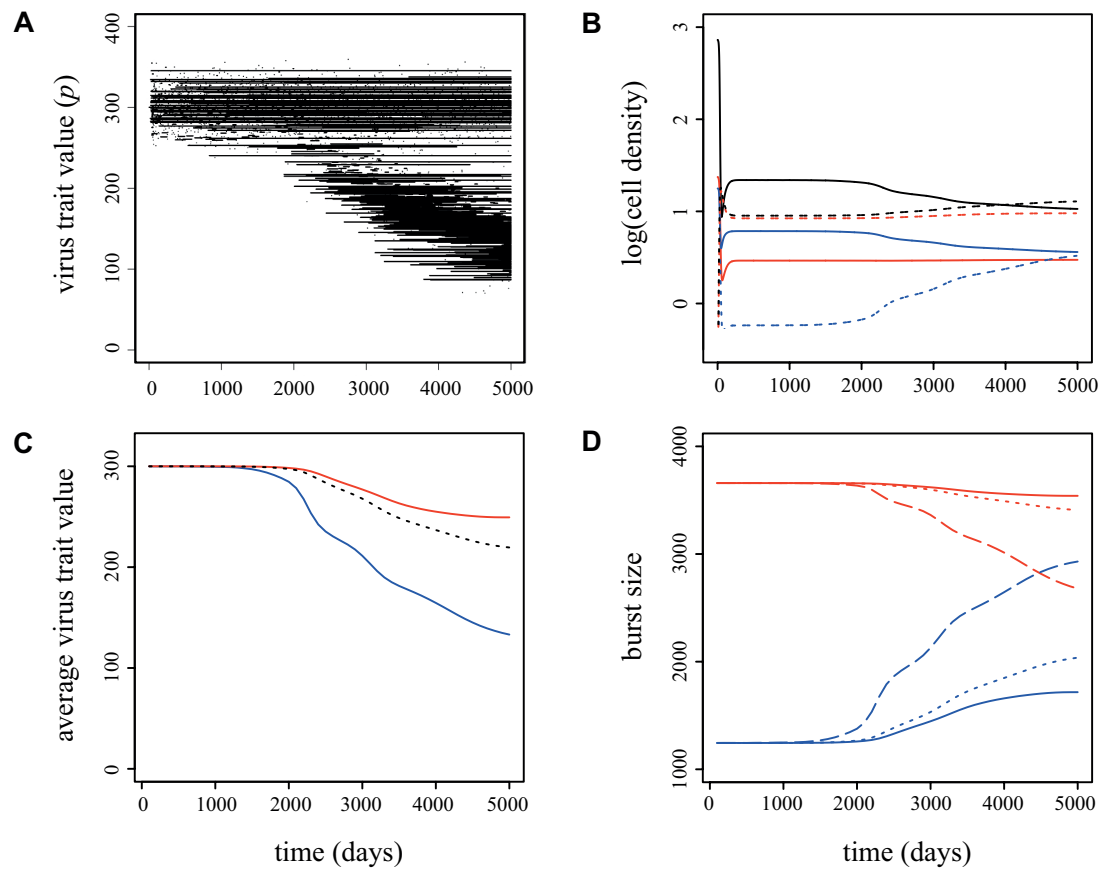 A
virus trait value (p)
400
300
200
100
0
0 1000 2000 3000 4000 5000
B
log(cell density)
3
2
1
0
0 1000 2000 3000 4000 5000
C
average virus trait value
300
200
100
0
0 1000 2000 3000 4000 5000
time (days)
D
burst size
4000
3000
2000
1000
0 1000 2000 3000 4000 5000
time (days)